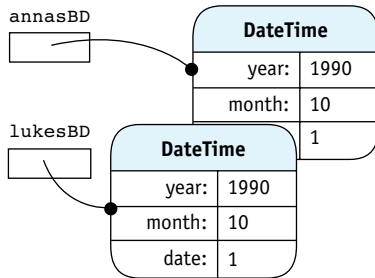 annasBD
DateTime
year: 1990
month: 10
1
lukesBD
DateTime
year: 1990
month: 10
date: 1